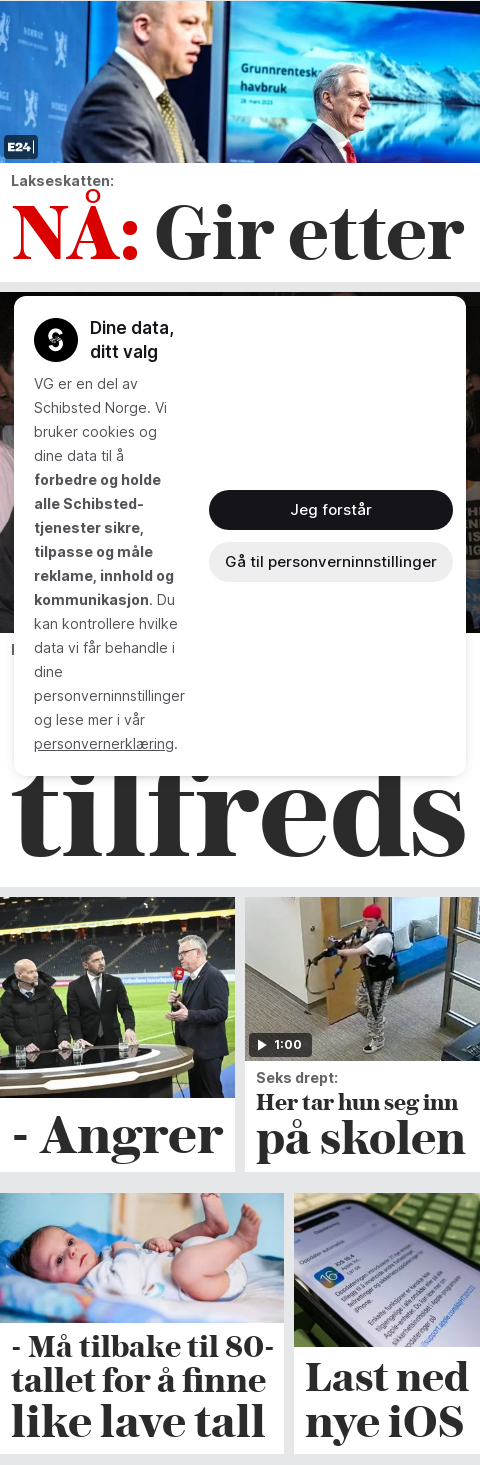 Grunnrenteska
havbruk
28. mars 2023
E24
Lakseskatten:
NÅ: Gir etter
Dine data,
ditt valg
VG er en del av
Schibsted Norge. Vi
bruker cookies og
dine data til å
forbedre og holde
alle Schibsted-
tjenester sikre,
tilpasse og måle
reklame, innhold og
kommunikasjon. Du
kan kontrollere hvilke
data vi får behandle i
dine
personverninnstillinger
og lese mer i vår
personvernerklæring.
Jeg forstår
Gå til personverninnstillinger
tilfreds
- Angrer
1:00
Seks drept:
Her tar hun seg inn
på skolen
- Må tilbake til 80-
tallet for å finne
like lave tall
iOS 16.4
Last ned
nye iOS